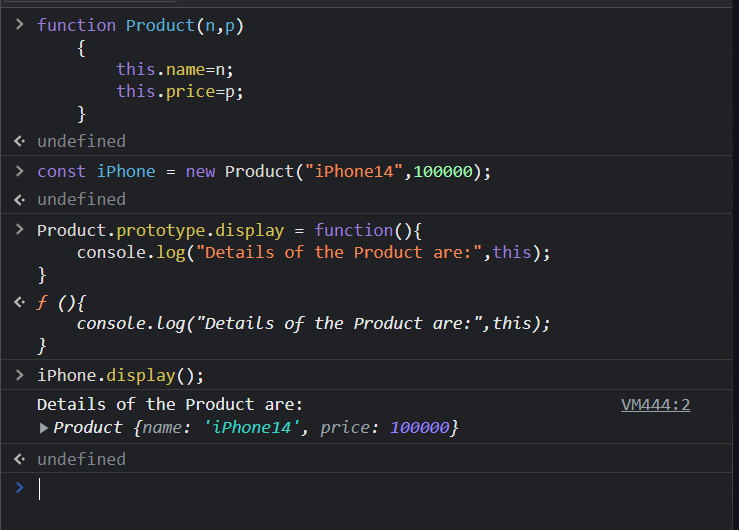 function Product(n,p)
{
this.name=n;
this.price=p;
}
undefined
const iPhone = new Product("iPhone14",100000);
undefined
Product.prototype.display = function(){
console.log("Details of the Product are:",this);
}
ƒ (){
console.log("Details of the Product are:",this);
}
iPhone.display();
Details of the Product are: VM444:2
Product {name: 'iPhone14', price: 100000}
undefined